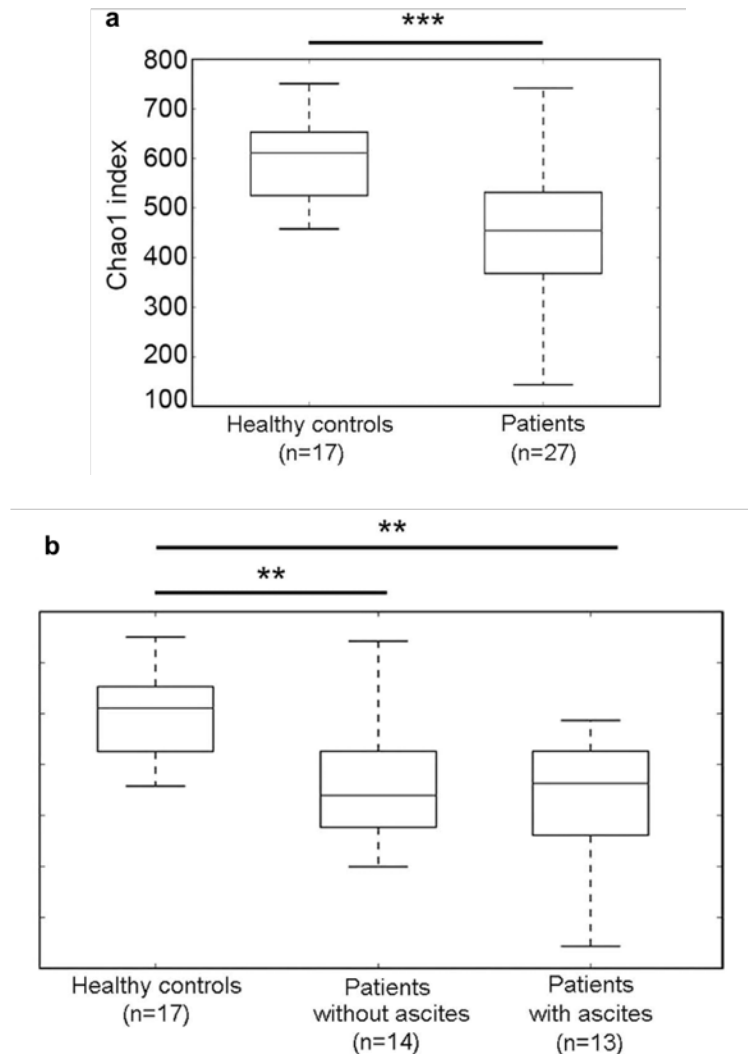 a
***
800
700
600
500
400
300
200
100
Chao1 index
Healthy controls
(n=17)
Patients
(n=27)
b
**
**
Healthy controls
(n=17)
Patients
without ascites
(n=14)
Patients
with ascites
(n=13)